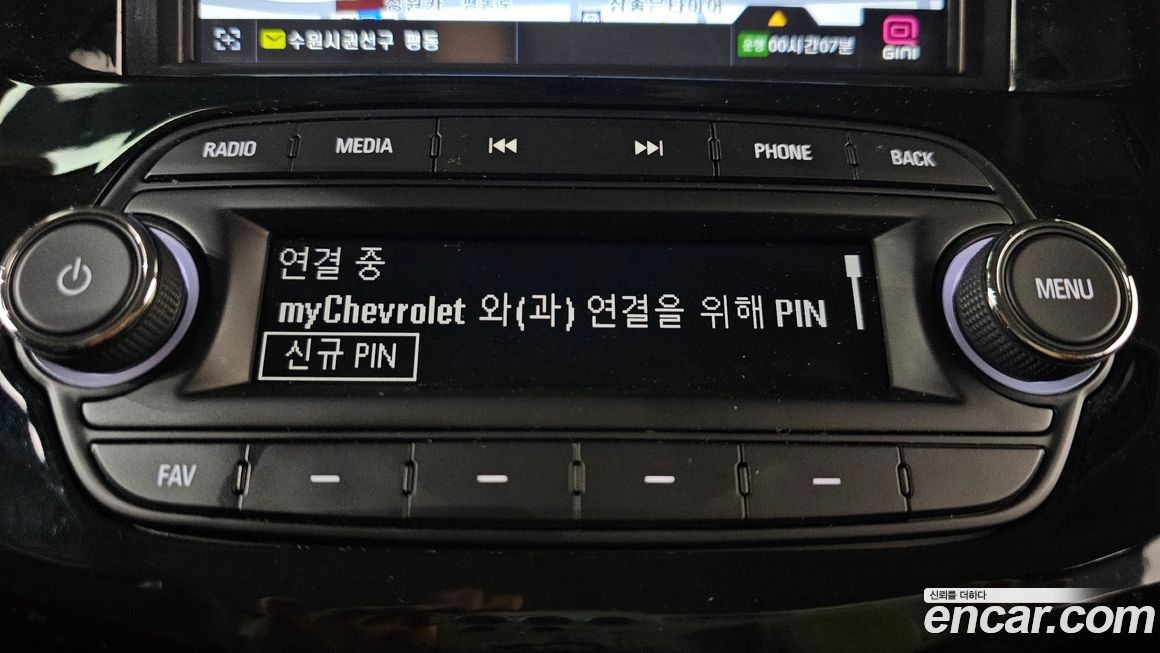 수원시권선구 평동
운행 00시간07분
GINI
RADIO MEDIA PHONE BACK
연결 중
myChevrolet 와(과) 연결을 위해 PIN
신규 PIN
MENU
FAV
신뢰를 더하다
encar.com